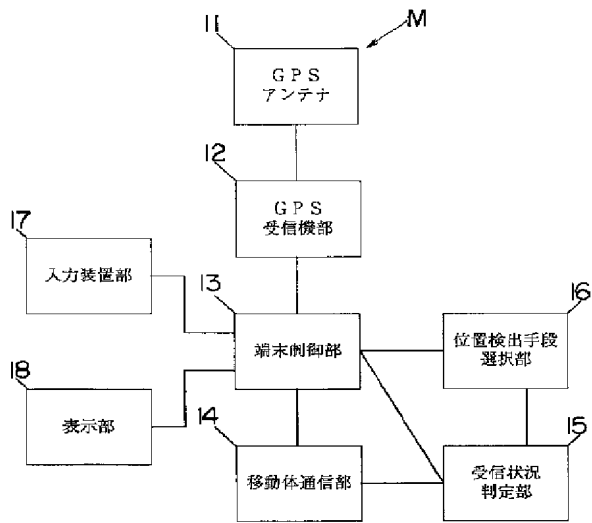 11
M
GPS
アンテナ
12
GPS
受信機部
17
入力装置部
13
端末制御部
16
位置検出手段
選択部
18
表示部
14
移動体通信部
15
受信状況
判定部